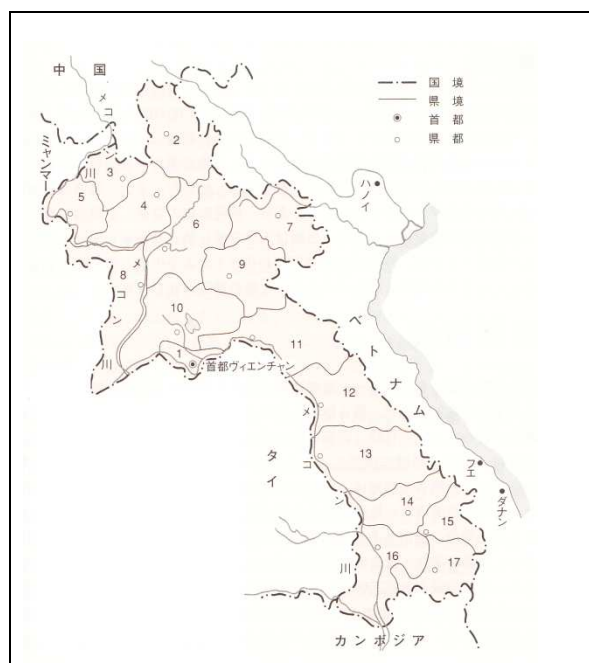 中国
国境
県境
首都
県都
メコン川
ミャンマー
ハノイ
2
3
4
5
6
7
8
9
メコン川
10
11
1
首都ヴィエンチャン
ベトナム
12
タイ
メコン川
13
フエ
ダナン
14
15
16
17
カンボジア